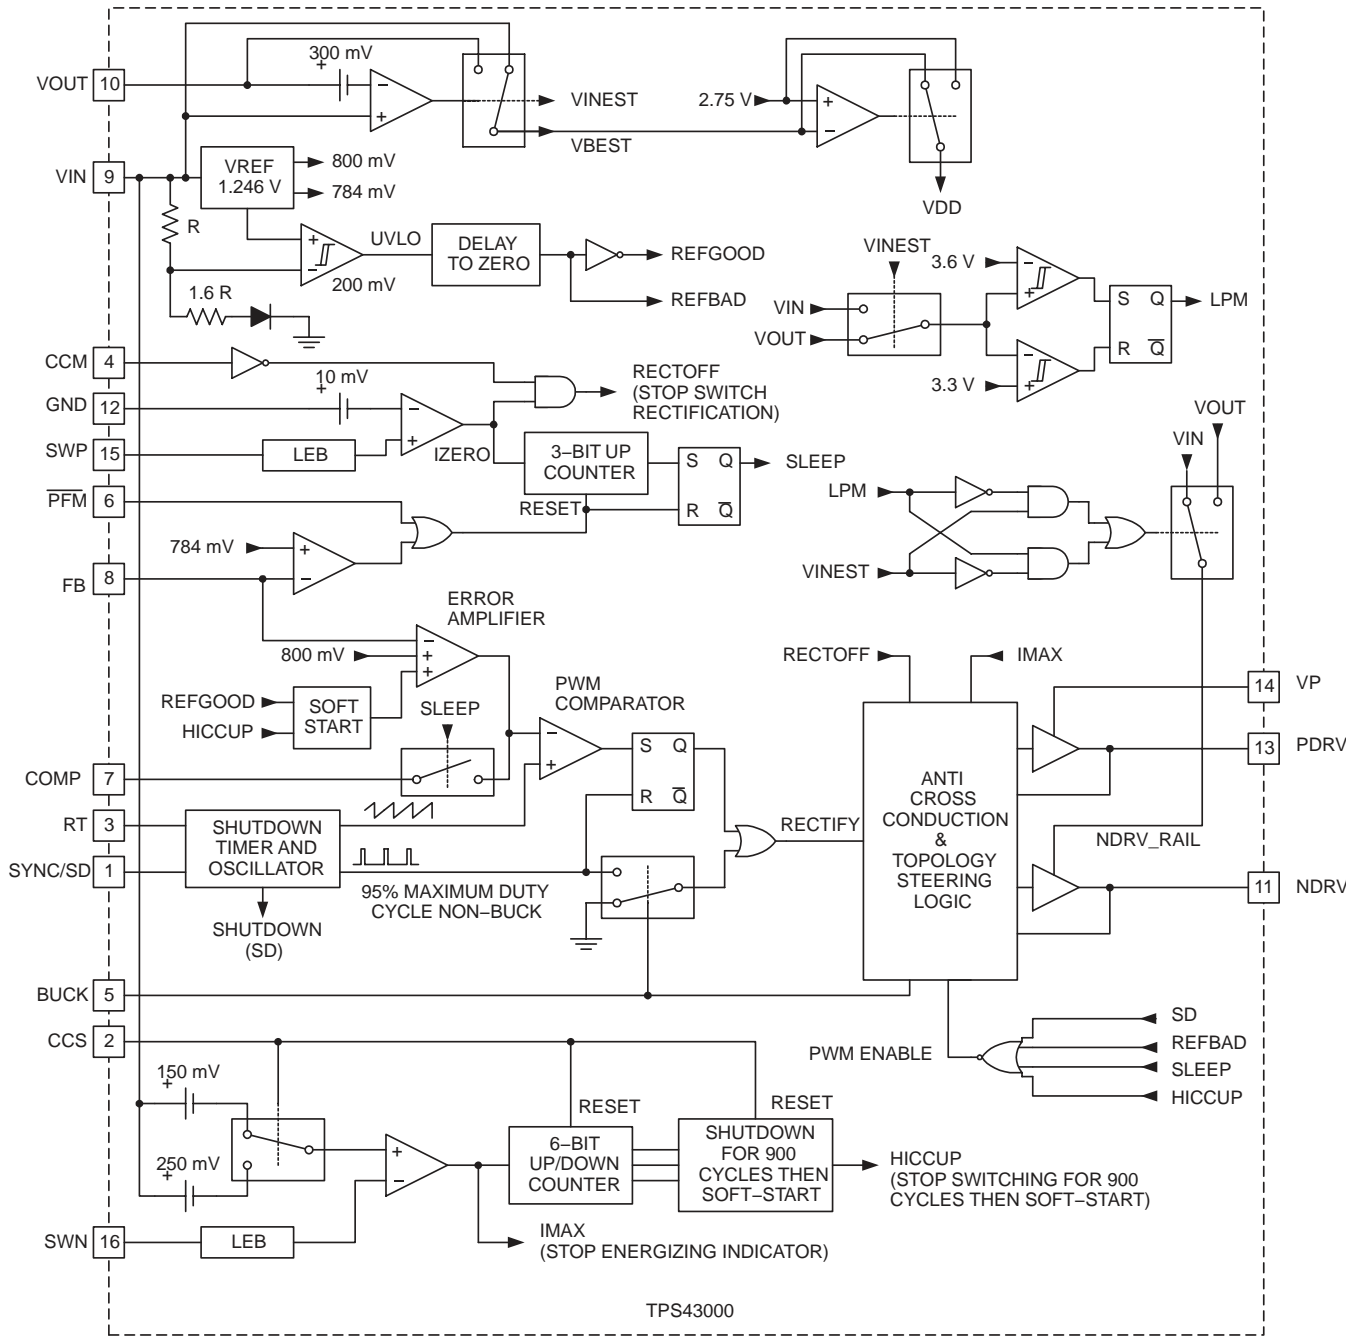 300 mV
+
VOUT 10
−
+
VINEST
VBEST
2.75 V
+
−
VDD
VIN 9
VREF
1.246 V
800 mV
784 mV
R
+
−
200 mV
UVLO
DELAY
TO ZERO
REFGOOD
REFBAD
1.6 R
VINEST
VIN
VOUT
3.6 V
−
+
−
+
3.3 V
S Q
R Q
LPM
CCM 4
10 mV
+
GND 12
−
+
SWP 15
LEB
IZERO
RECTOFF
(STOP SWITCH
RECTIFICATION)
3−BIT UP
COUNTER
RESET
S Q
R Q
SLEEP
PFM 6
784 mV
+
−
FB 8
VOUT
VIN
LPM
VINEST
ERROR
AMPLIFIER
800 mV
−
+
+
REFGOOD
HICCUP
SOFT
START
SLEEP
PWM
COMPARATOR
−
+
S Q
R Q
COMP 7
RT 3
SYNC/SD 1
SHUTDOWN
TIMER AND
OSCILLATOR
SHUTDOWN
(SD)
95% MAXIMUM DUTY
CYCLE NON−BUCK
RECTIFY
RECTOFF
IMAX
ANTI
CROSS
CONDUCTION
&
TOPOLOGY
STEERING
LOGIC
14 VP
13 PDRV
NDRV_RAIL
11 NDRV
BUCK 5
CCS 2
PWM ENABLE
SD
REFBAD
SLEEP
HICCUP
150 mV
+
250 mV
+
+
−
RESET
6−BIT
UP/DOWN
COUNTER
RESET
SHUTDOWN
FOR 900
CYCLES THEN
SOFT−START
HICCUP
(STOP SWITCHING FOR 900
CYCLES THEN SOFT−START)
SWN 16
LEB
IMAX
(STOP ENERGIZING INDICATOR)
TPS43000